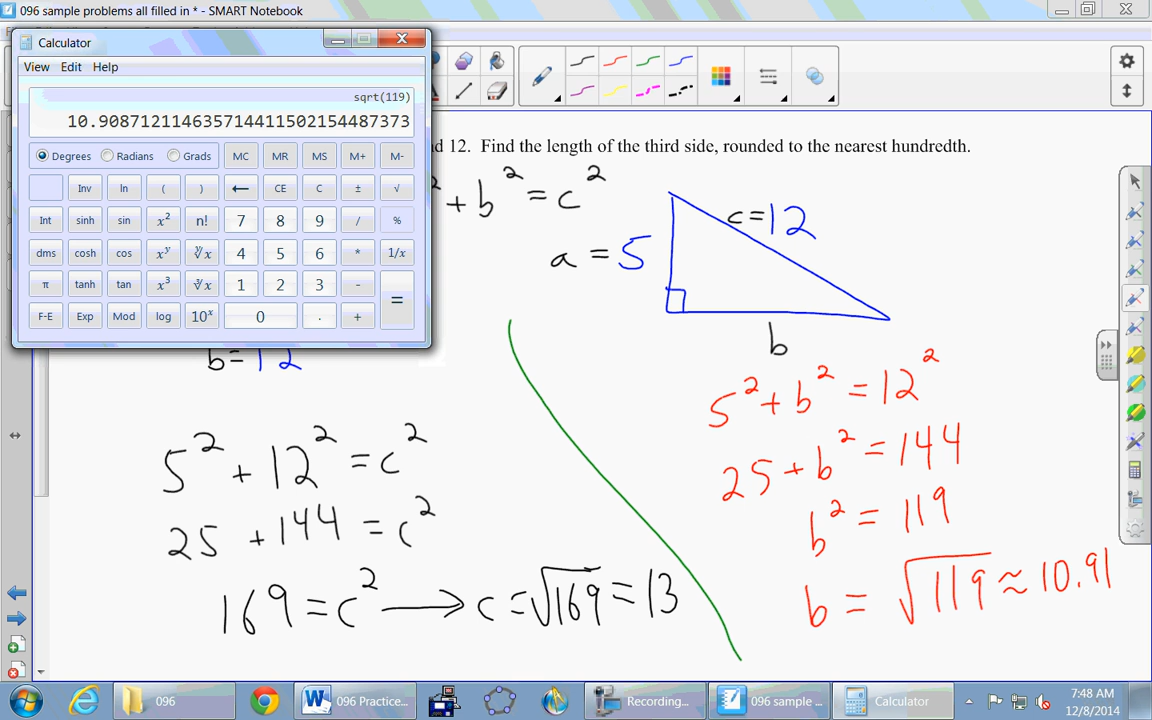 096 sample problems all filled in * - SMART Notebook
Calculator
View Edit Help
sqrt(119)
10.908712114635714411502154487373
Degrees Radians Grads MC MR MS M+ M-
Inv ln ( ) ← CE C ± √
Int sinh sin x² n! 7 8 9 / %
dms cosh cos xʸ ʸ√x 4 5 6 * 1/x
π tanh tan x³ ³√x 1 2 3 - =
F-E Exp Mod log 10ˣ 0 . +
d 12. Find the length of the third side, rounded to the nearest hundredth.
² + b² = c²
c = 12
a = 5
b
b = 12
5² + 12² = c²
25 + 144 = c²
169 = c² → c = √169 = 13
5² + b² = 12²
25 + b² = 144
b² = 119
b = √119 ≈ 10.91
096
096 Practice...
Recording...
096 sample ...
Calculator
7:48 AM
12/8/2014